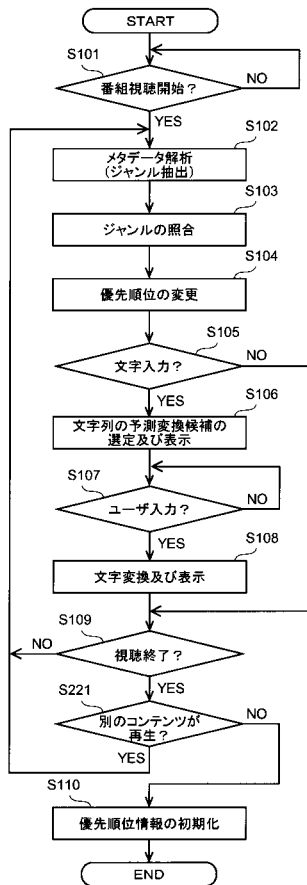 START
S101
番組視聴開始？
NO
YES
S102
メタデータ解析
(ジャンル抽出)
S103
ジャンルの照合
S104
優先順位の変更
S105
文字入力？
NO
YES
S106
文字列の予測変換候補の
選定及び表示
S107
ユーザ入力？
NO
YES
S108
文字変換及び表示
S109
NO
視聴終了？
YES
S221
別のコンテンツが
再生？
NO
YES
S110
優先順位情報の初期化
END